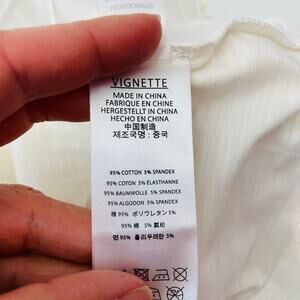 VIGNETTE
MADE IN CHINA
FABRIQUE EN CHINE
HERGESTELLT IN CHINA
HECHO EN CHINA
中国制造
제조국명 : 중국
95% COTTON 5% SPANDEX
95% COTON 5% ÉLASTHANNE
95% BAUMWOLLE 5% SPANDEX
95% ALGODON 5% SPANDEX
綿 95% ポリウレタン 5%
95% 棉 5% 氨纶
면 95% 폴리우레탄 5%